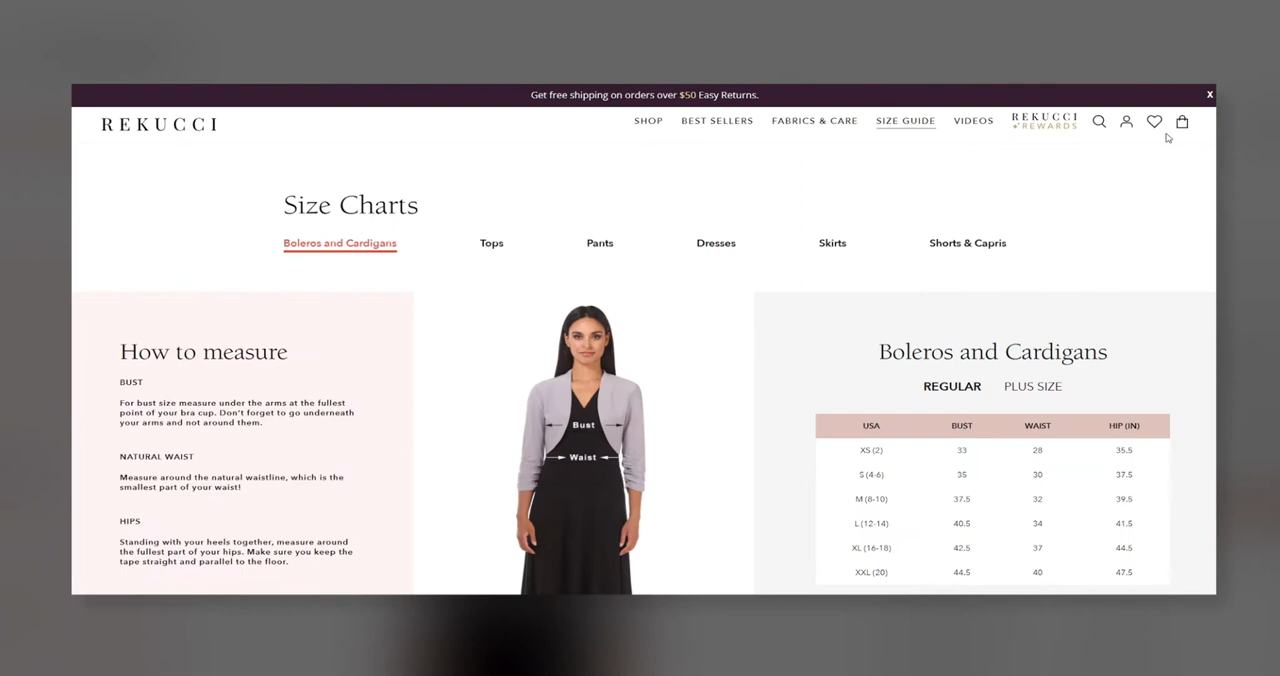 Get free shipping on orders over $50 Easy Returns.
X
REKUCCI
SHOP
BEST SELLERS
FABRICS & CARE
SIZE GUIDE
VIDEOS
REKUCCI
REWARDS
Size Charts
Boleros and Cardigans
Tops
Pants
Dresses
Skirts
Shorts & Capris
How to measure
BUST
For bust size measure under the arms at the fullest
point of your bra cup. Don't forget to go underneath
your arms and not around them.
NATURAL WAIST
Measure around the natural waistline, which is the
smallest part of your waist!
HIPS
Standing with your heels together, measure around
the fullest part of your hips. Make sure you keep the
tape straight and parallel to the floor.
Bust
Waist
Boleros and Cardigans
REGULAR PLUS SIZE
USA BUST WAIST HIP (IN)
XS (2) 33 28 35.5
S (4-6) 35 30 37.5
M (8-10) 37.5 32 39.5
L (12-14) 40.5 34 41.5
XL (16-18) 42.5 37 44.5
XXL (20) 44.5 40 47.5